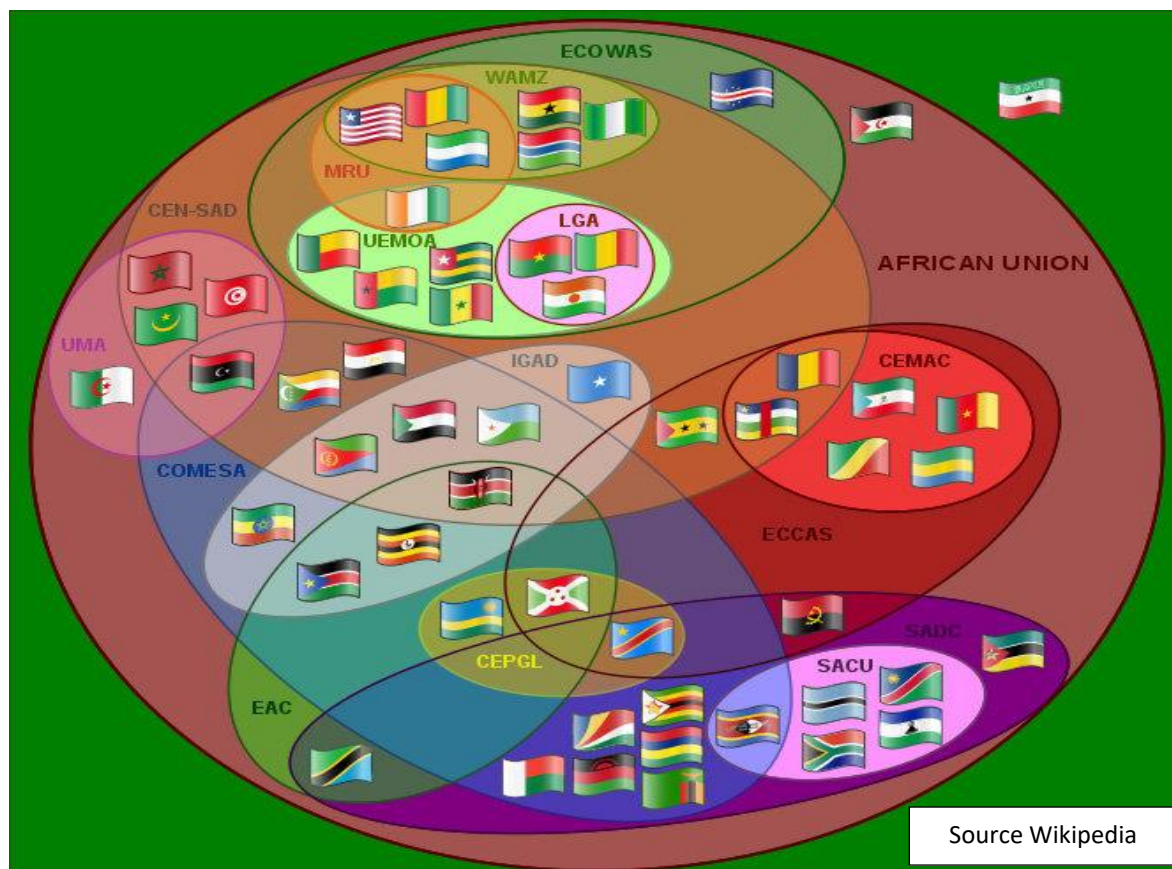 ECOWAS
WAMZ
MRU
CEN-SAD
LGA
UEMOA
AFRICAN UNION
UMA
IGAD
CEMAC
COMESA
ECCAS
SADC
CEPGL
SACU
EAC
Source Wikipedia